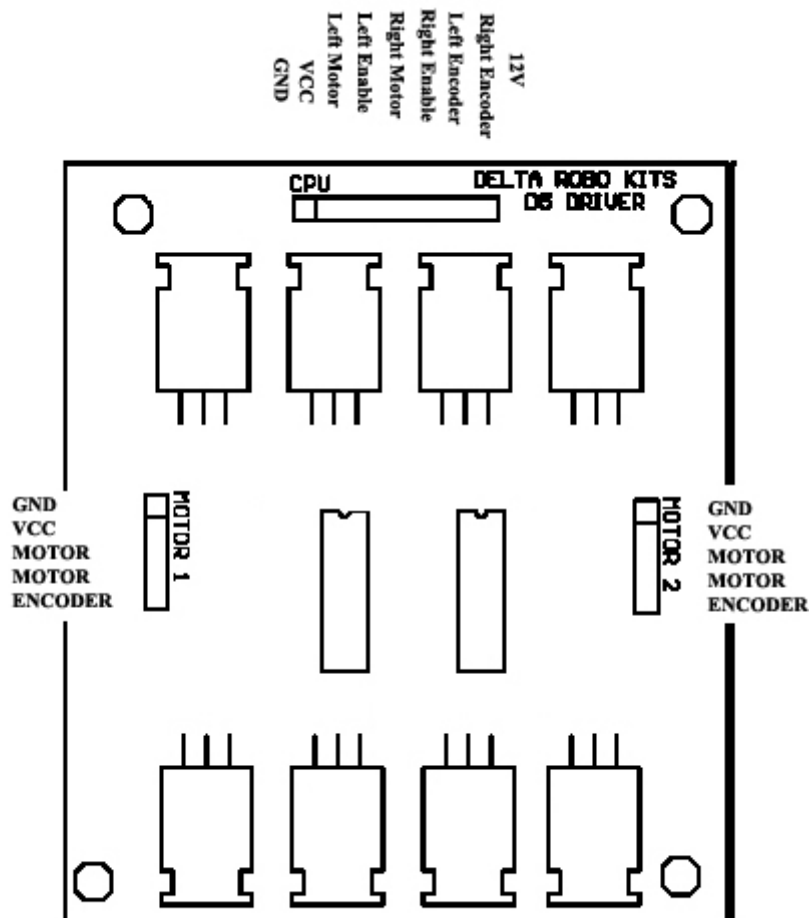 GND
VCC
Left Motor
Left Enable
Right Motor
Right Enable
Left Encoder
Right Encoder
12V
CPU
DELTA ROBO KITS
D6 DRIVER
GND
VCC
MOTOR
MOTOR
ENCODER
MOTOR 1
MOTOR 2
GND
VCC
MOTOR
MOTOR
ENCODER